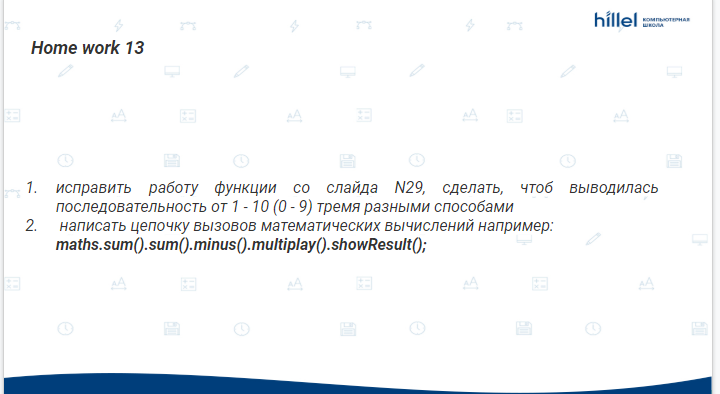 hillel КОМПЬЮТЕРНАЯ
ШКОЛА
Home work 13
1. исправить работу функции со слайда N29, сделать, чтоб выводилась
последовательность от 1 - 10 (0 - 9) тремя разными способами
2. написать цепочку вызовов математических вычислений например:
maths.sum().sum().minus().multiplay().showResult();